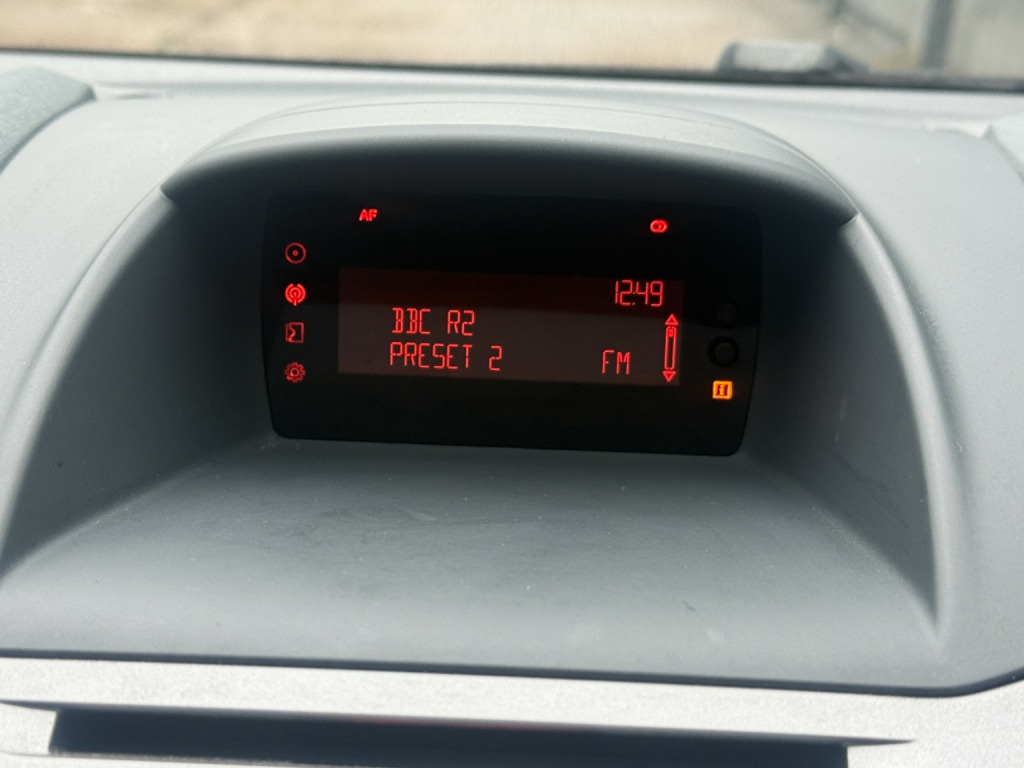 AF
12:49
BBC R2
PRESET 2 FM